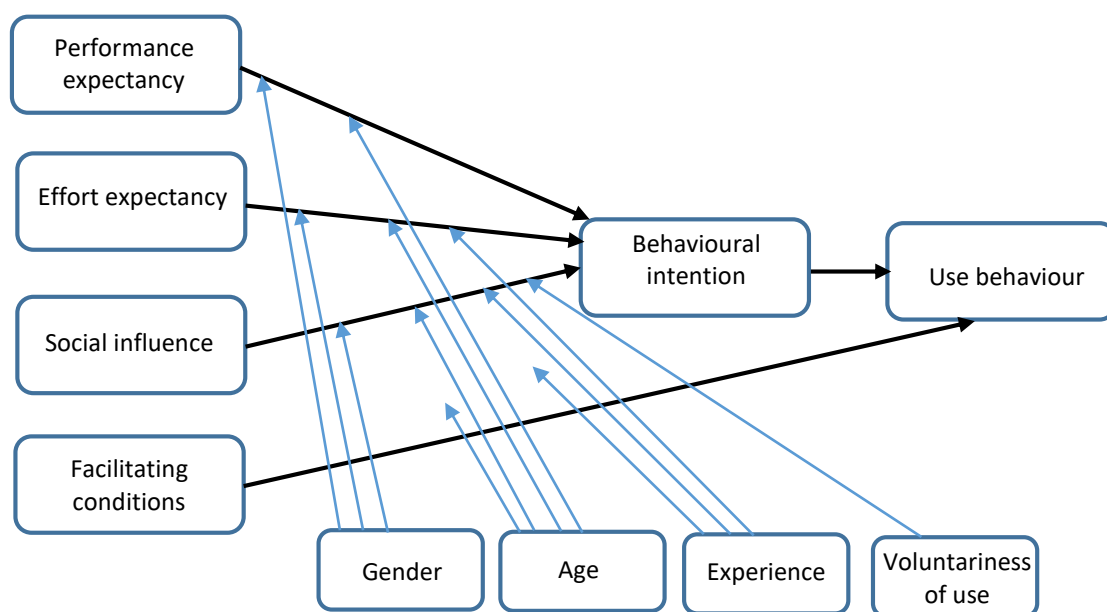 Performance
expectancy
Effort expectancy
Behavioural
intention
Use behaviour
Social influence
Facilitating
conditions
Gender
Age
Experience
Voluntariness
of use